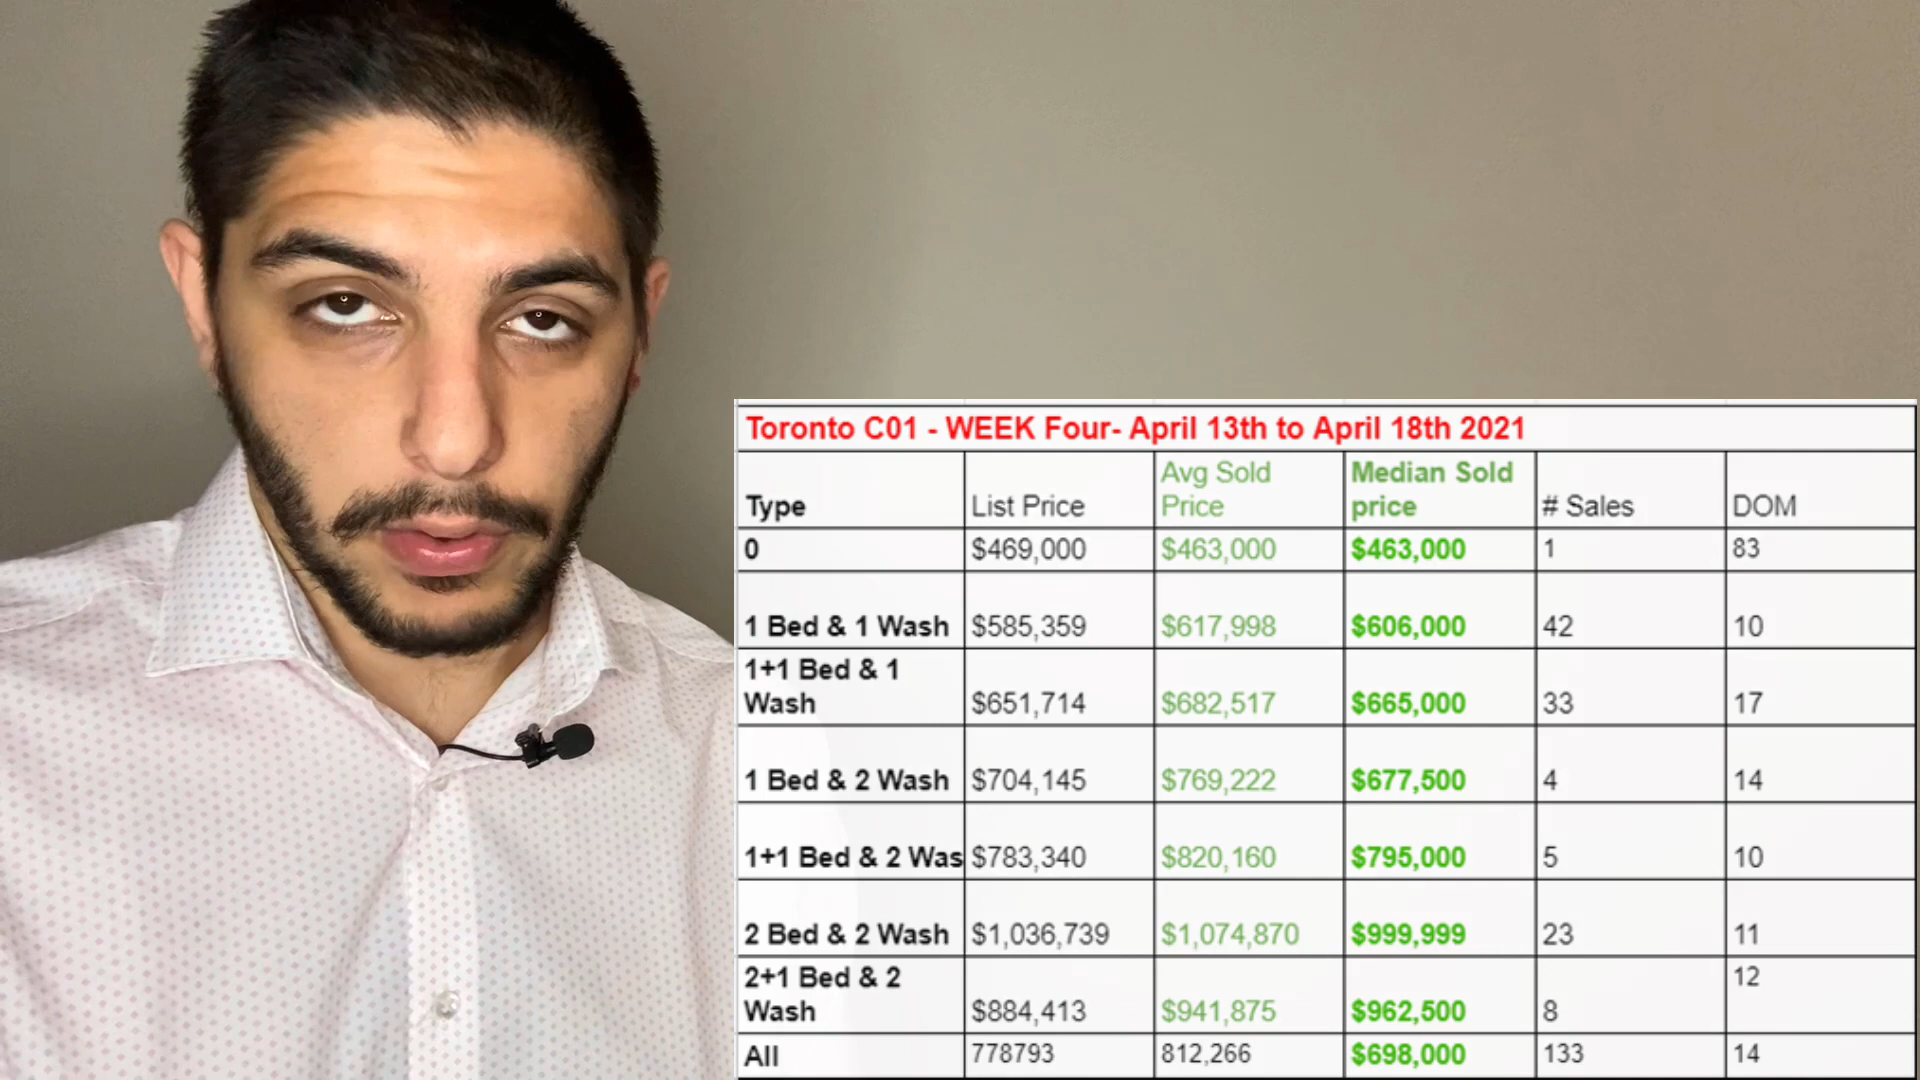 Toronto C01 - WEEK Four- April 13th to April 18th 2021
Type List Price Avg Sold Price Median Sold price # Sales DOM
0 $469,000 $463,000 $463,000 1 83
1 Bed & 1 Wash $585,359 $617,998 $606,000 42 10
1+1 Bed & 1 Wash $651,714 $682,517 $665,000 33 17
1 Bed & 2 Wash $704,145 $769,222 $677,500 4 14
1+1 Bed & 2 Was $783,340 $820,160 $795,000 5 10
2 Bed & 2 Wash $1,036,739 $1,074,870 $999,999 23 11
2+1 Bed & 2 Wash $884,413 $941,875 $962,500 8 12
All 778793 812,266 $698,000 133 14